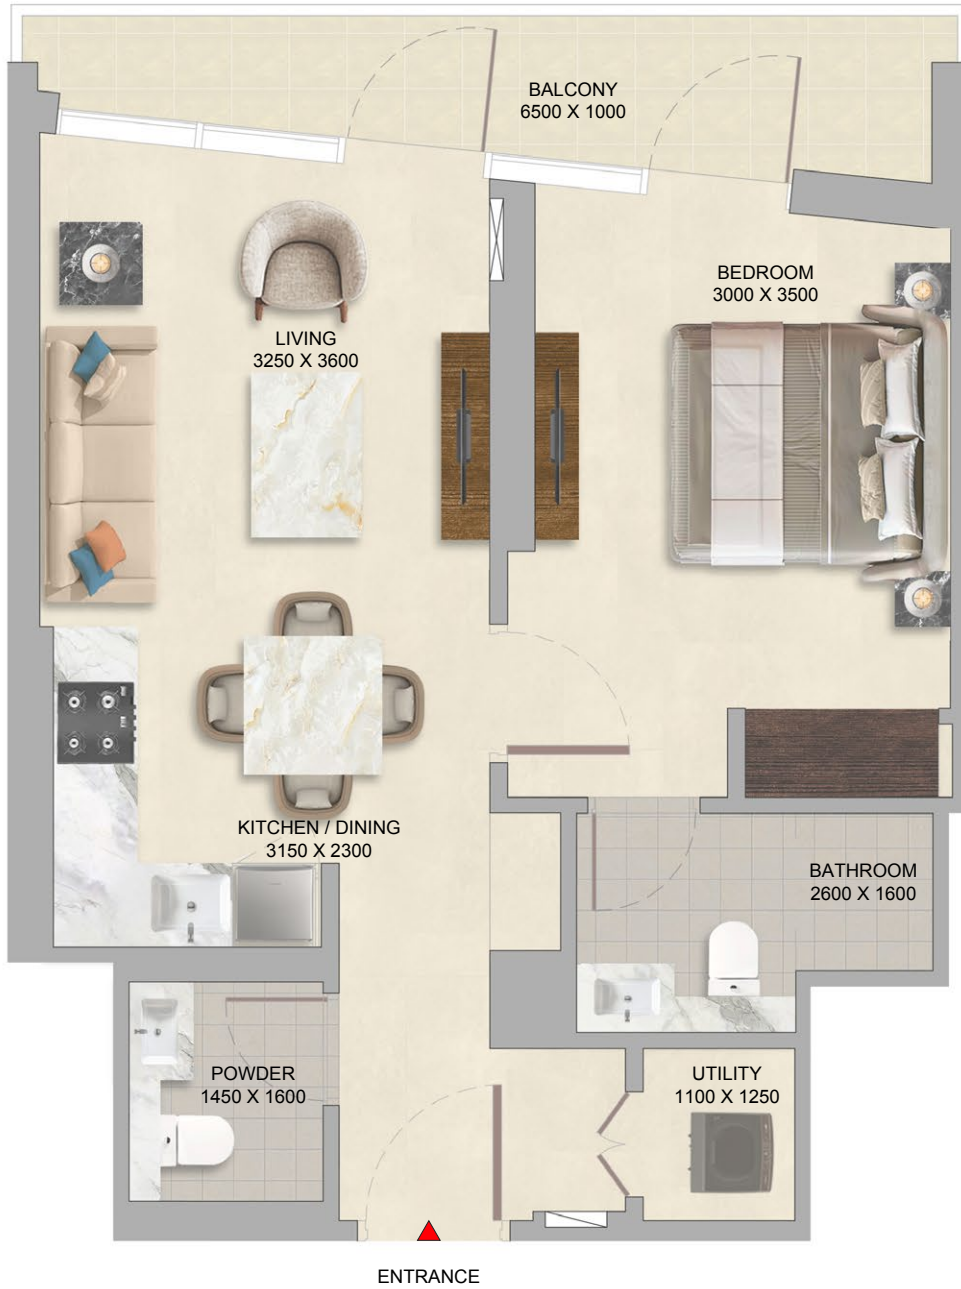 BALCONY
6500 X 1000
BEDROOM
3000 X 3500
LIVING
3250 X 3600
KITCHEN / DINING
3150 X 2300
BATHROOM
2600 X 1600
POWDER
1450 X 1600
UTILITY
1100 X 1250
ENTRANCE